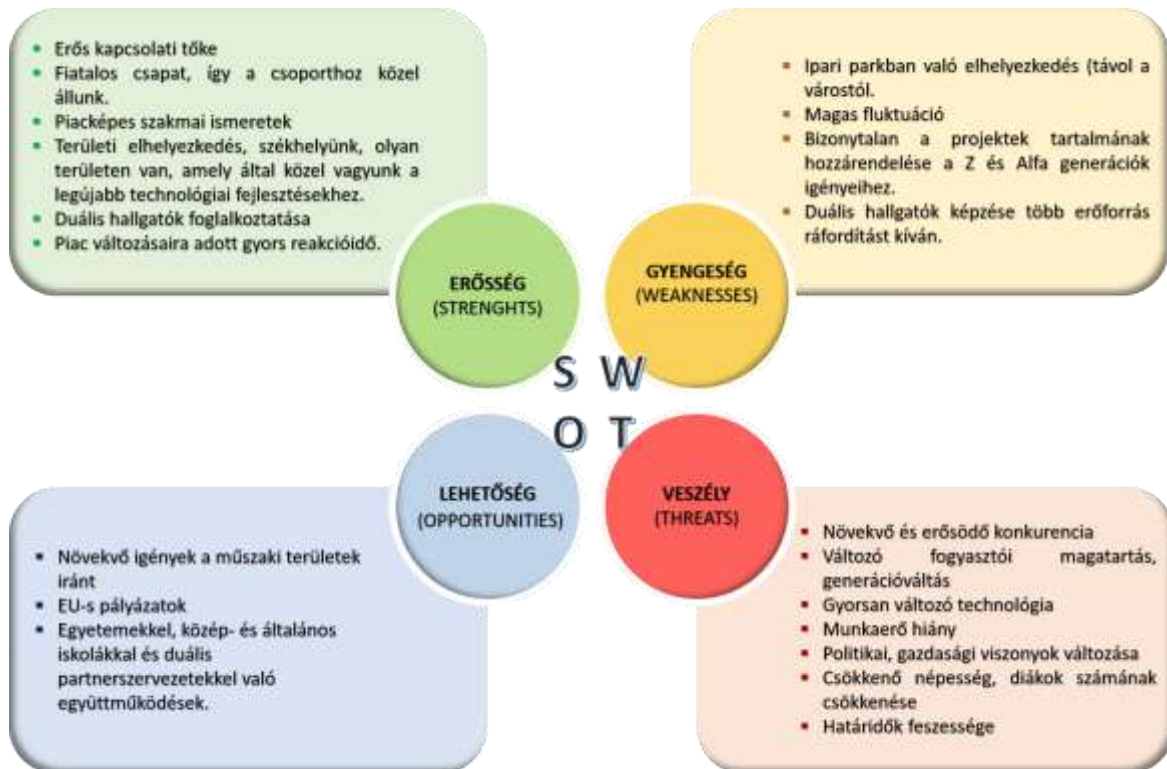 ▪ Erős kapcsolati tőke
▪ Fiatalos csapat, így a csoporthoz közel
állunk.
▪ Piacképes szakmai ismeretek
▪ Területi elhelyezkedés, székhelyünk, olyan
területen van, amely által közel vagyunk a
legújabb technológiai fejlesztésekhez.
▪ Duális hallgatók foglalkoztatása
▪ Piac változásaira adott gyors reakcióidő.
▪ Ipari parkban való elhelyezkedés (távol a
várostól.
▪ Magas fluktuáció
▪ Bizonytalan a projektek tartalmának
hozzárendelése a Z és Alfa generációk
igényeihez.
▪ Duális hallgatók képzése több erőforrás
ráfordítást kíván.
ERŐSSÉG
(STRENGHTS)
GYENGESÉG
(WEAKNESSES)
S W
O T
LEHETŐSÉG
(OPPORTUNITIES)
VESZÉLY
(THREATS)
▪ Növekvő igények a műszaki területek
iránt
▪ EU-s pályázatok
▪ Egyetemekkel, közép- és általános
iskolákkal és duális
partnerszervezetekkel való
együttműködések.
▪ Növekvő és erősödő konkurencia
▪ Változó fogyasztói magatartás,
generációváltás
▪ Gyorsan változó technológia
▪ Munkaerő hiány
▪ Politikai, gazdasági viszonyok változása
▪ Csökkenő népesség, diákok számának
csökkenése
▪ Határidők feszessége